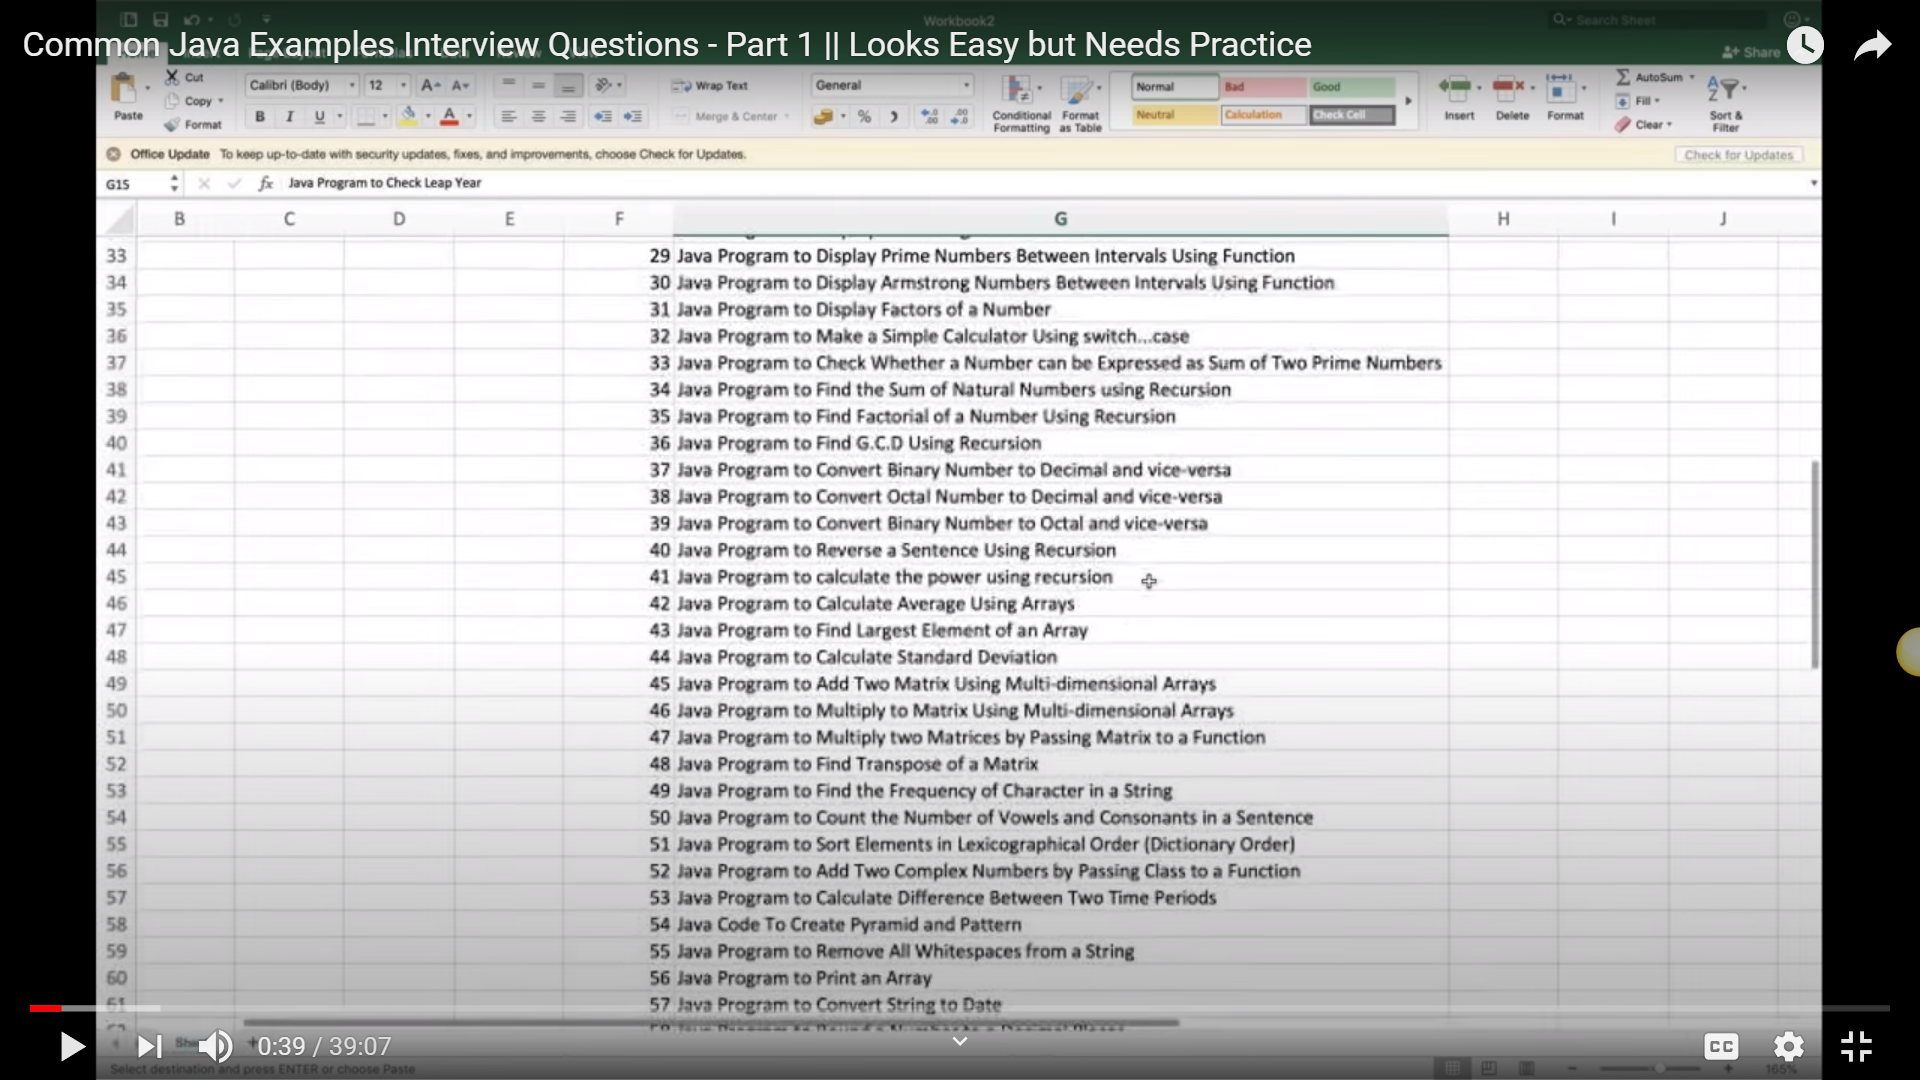 Workbook2
Search Sheet
Common Java Examples Interview Questions - Part 1 || Looks Easy but Needs Practice
Share
Cut
Copy
Format
Paste
Calibri (Body)
12
A A
B I U A
Wrap Text
Merge & Center
General
%
Conditional Formatting
Format as Table
Normal
Bad
Good
Neutral
Calculation
Check Cell
Insert
Delete
Format
AutoSum
Fill
Clear
Sort & Filter
Office Update To keep up-to-date with security updates, fixes, and improvements, choose Check for Updates.
Check for Updates
G15 fx Java Program to Check Leap Year
B C D E F G H I J
33 29 Java Program to Display Prime Numbers Between Intervals Using Function
34 30 Java Program to Display Armstrong Numbers Between Intervals Using Function
35 31 Java Program to Display Factors of a Number
36 32 Java Program to Make a Simple Calculator Using switch...case
37 33 Java Program to Check Whether a Number can be Expressed as Sum of Two Prime Numbers
38 34 Java Program to Find the Sum of Natural Numbers using Recursion
39 35 Java Program to Find Factorial of a Number Using Recursion
40 36 Java Program to Find G.C.D Using Recursion
41 37 Java Program to Convert Binary Number to Decimal and vice-versa
42 38 Java Program to Convert Octal Number to Decimal and vice-versa
43 39 Java Program to Convert Binary Number to Octal and vice-versa
44 40 Java Program to Reverse a Sentence Using Recursion
45 41 Java Program to calculate the power using recursion
46 42 Java Program to Calculate Average Using Arrays
47 43 Java Program to Find Largest Element of an Array
48 44 Java Program to Calculate Standard Deviation
49 45 Java Program to Add Two Matrix Using Multi-dimensional Arrays
50 46 Java Program to Multiply to Matrix Using Multi-dimensional Arrays
51 47 Java Program to Multiply two Matrices by Passing Matrix to a Function
52 48 Java Program to Find Transpose of a Matrix
53 49 Java Program to Find the Frequency of Character in a String
54 50 Java Program to Count the Number of Vowels and Consonants in a Sentence
55 51 Java Program to Sort Elements in Lexicographical Order (Dictionary Order)
56 52 Java Program to Add Two Complex Numbers by Passing Class to a Function
57 53 Java Program to Calculate Difference Between Two Time Periods
58 54 Java Code To Create Pyramid and Pattern
59 55 Java Program to Remove All Whitespaces from a String
60 56 Java Program to Print an Array
61 57 Java Program to Convert String to Date
0:39 / 39:07
CC
Select destination and press ENTER or choose Paste
165%